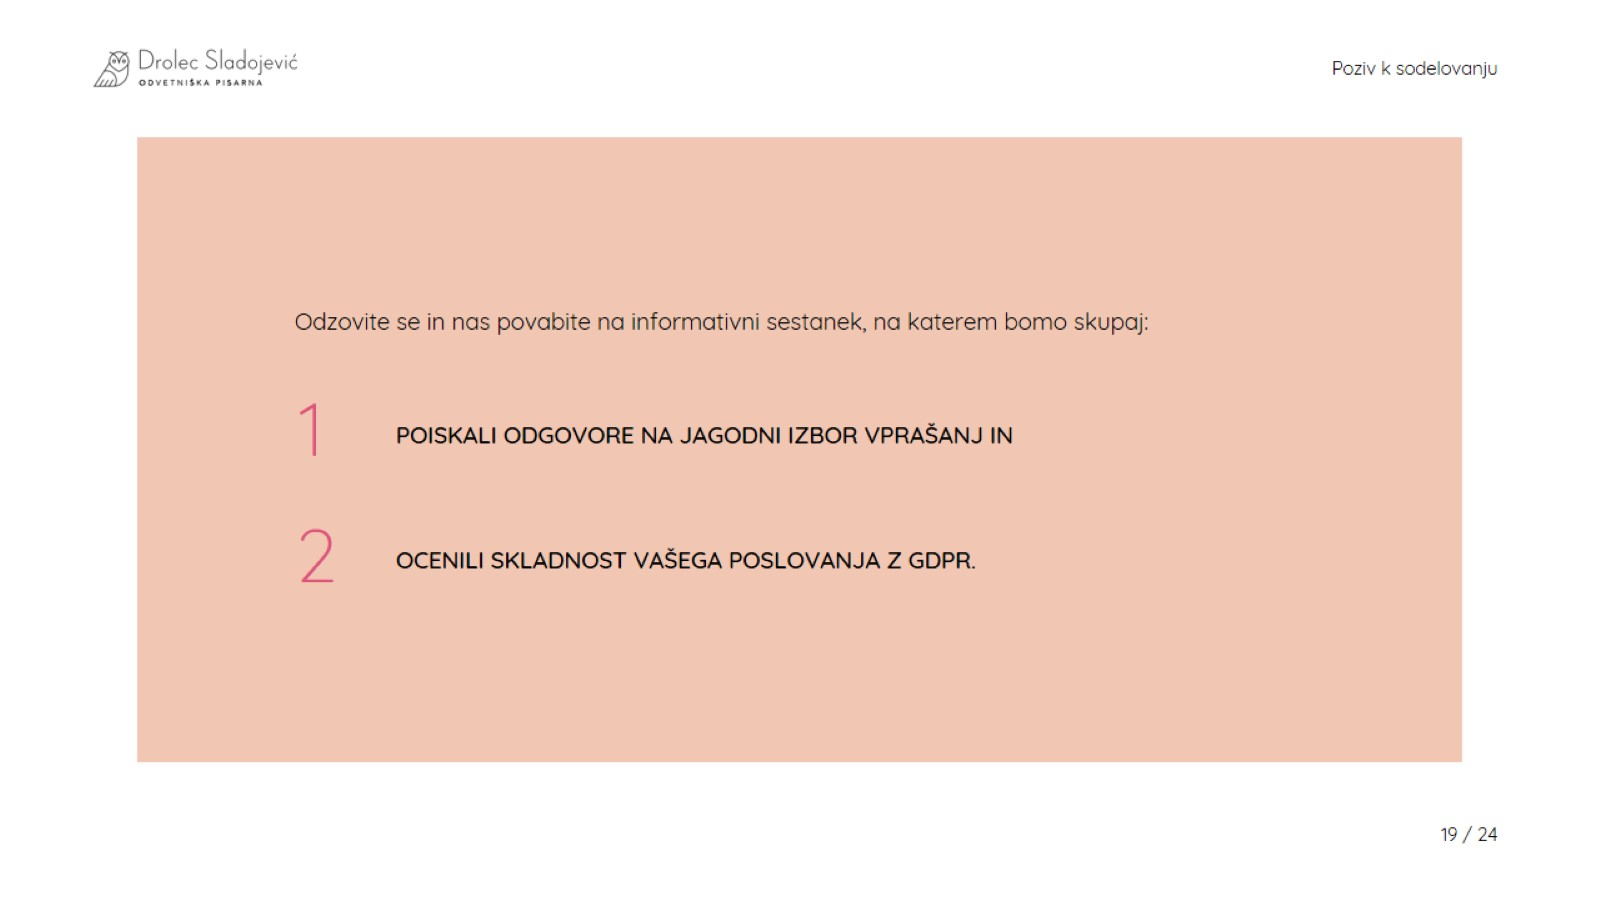 Drolec Sladojević
ODVETNIŠKA PISARNA
Poziv k sodelovanju
Odzovite se in nas povabite na informativni sestanek, na katerem bomo skupaj:
1 POISKALI ODGOVORE NA JAGODNI IZBOR VPRAŠANJ IN
2 OCENILI SKLADNOST VAŠEGA POSLOVANJA Z GDPR.
19 / 24